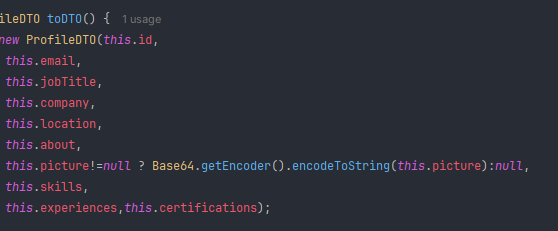 ileDTO toDTO() { 1 usage
new ProfileDTO(this.id,
this.email,
this.jobTitle,
this.company,
this.location,
this.about,
this.picture!=null ? Base64.getEncoder().encodeToString(this.picture):null,
this.skills,
this.experiences,this.certifications);